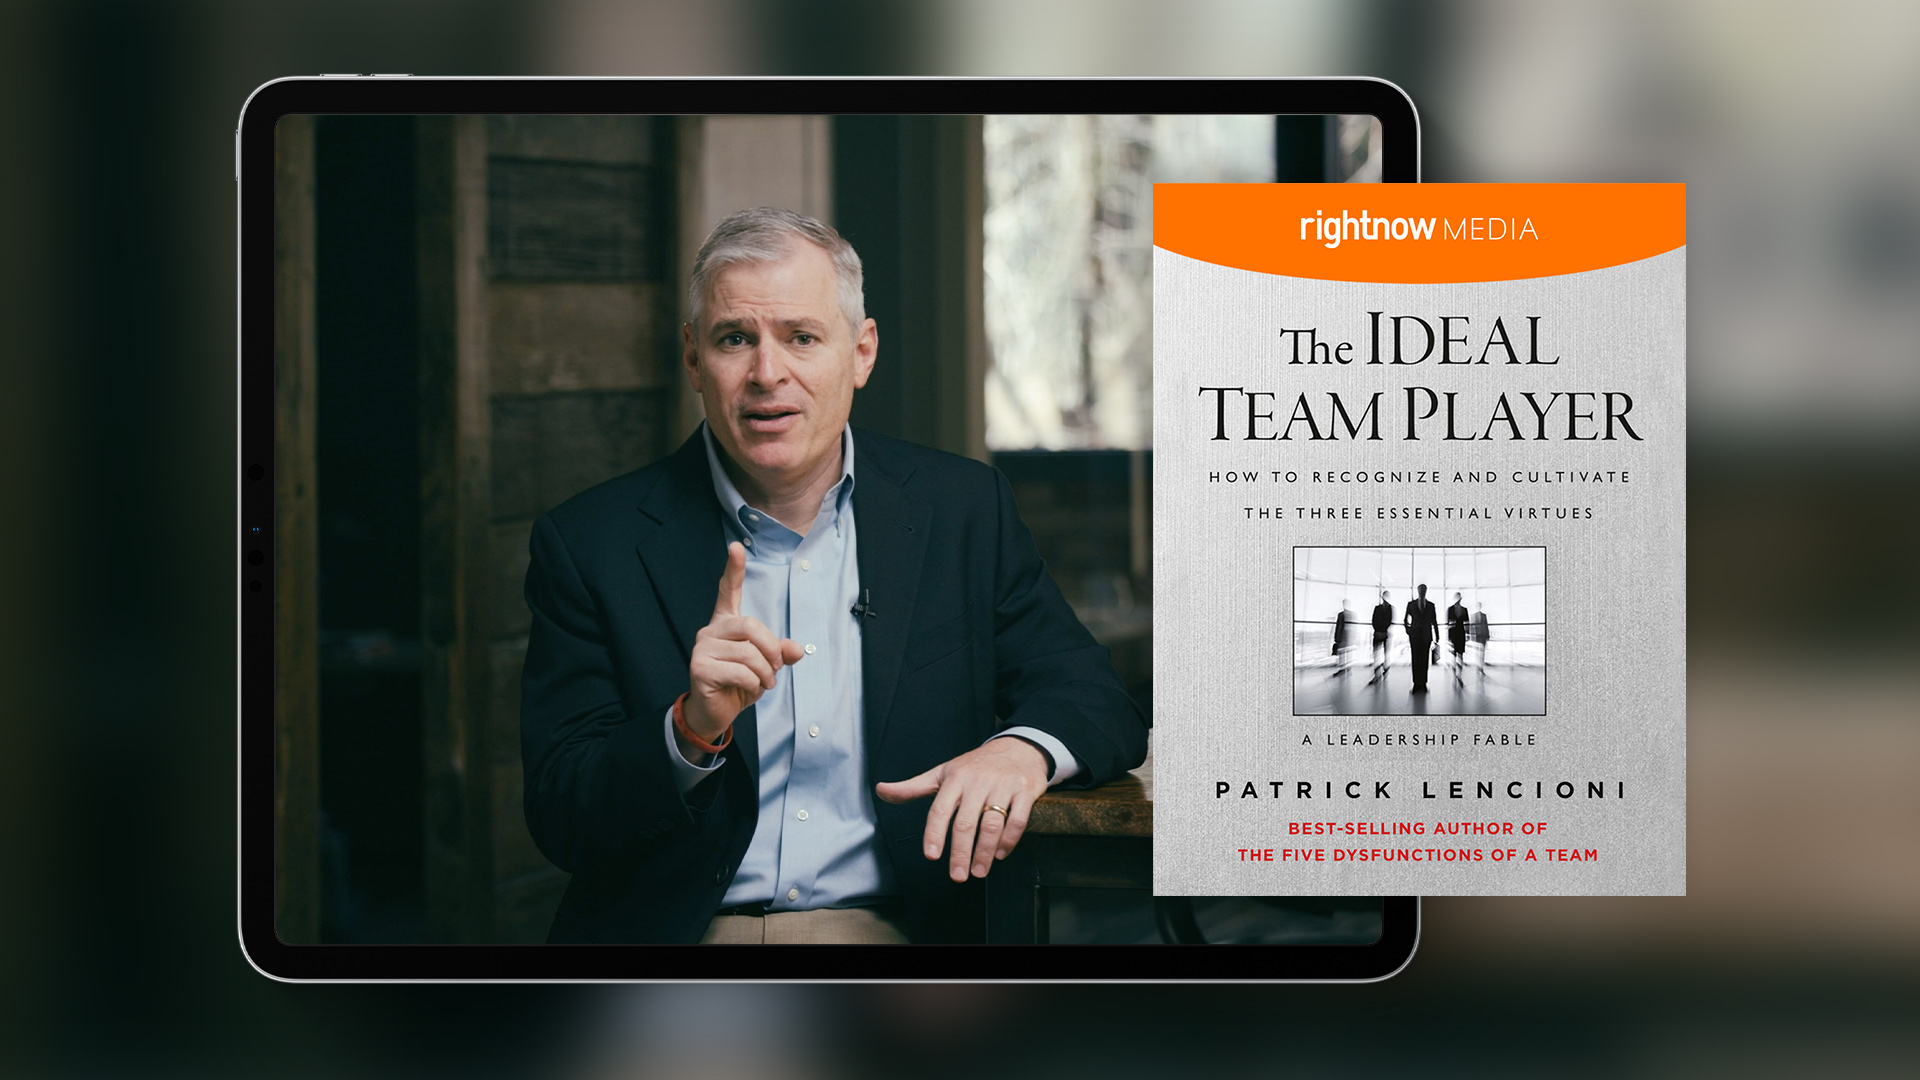 rightnow MEDIA
The IDEAL
TEAM PLAYER
HOW TO RECOGNIZE AND CULTIVATE
THE THREE ESSENTIAL VIRTUES
A LEADERSHIP FABLE
PATRICK LENCIONI
BEST-SELLING AUTHOR OF
THE FIVE DYSFUNCTIONS OF A TEAM